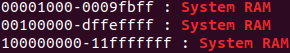 00001000-0009fbff : System RAM
00100000-dffeffff : System RAM
100000000-11fffffff : System RAM